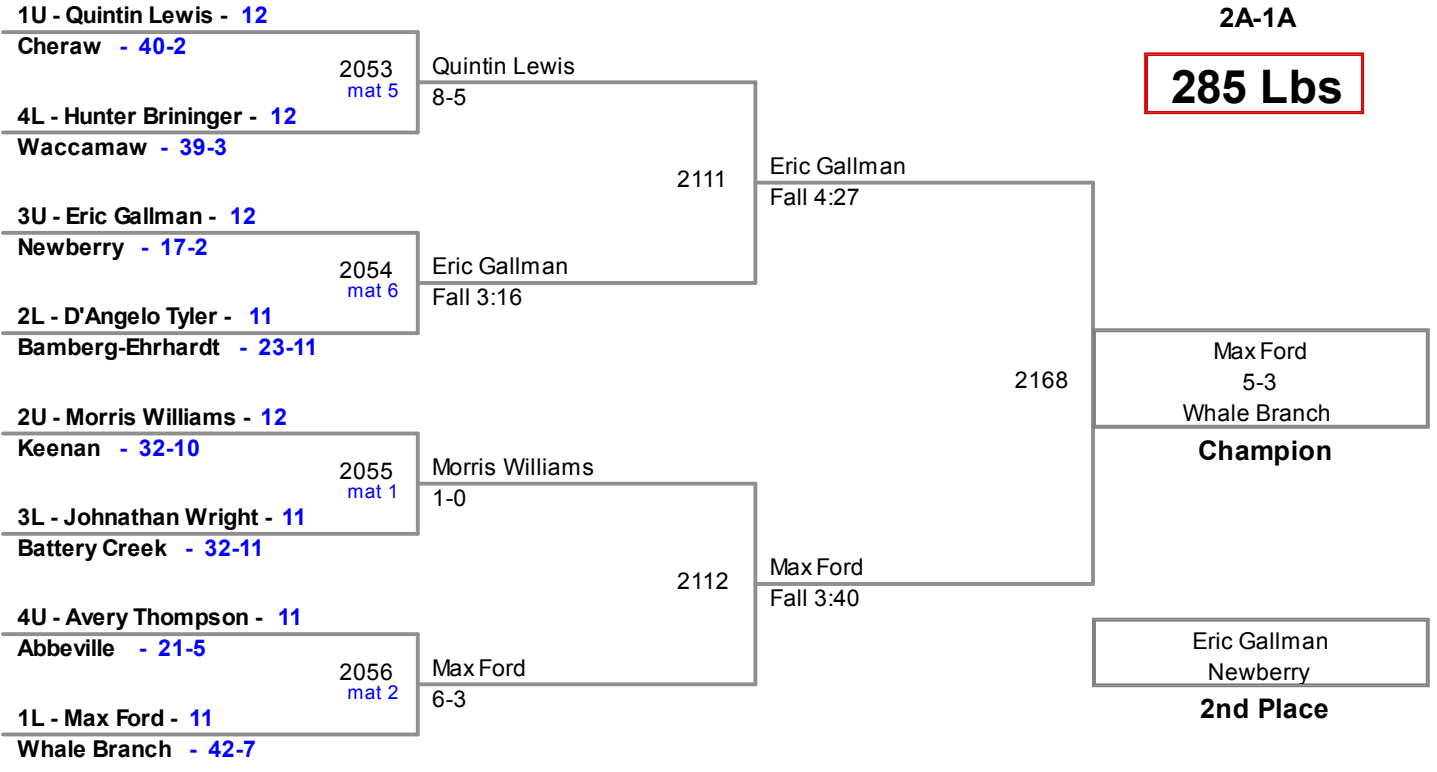 1U - Quintin Lewis - 12
Cheraw - 40-2
2053
mat 5
Quintin Lewis
8-5
4L - Hunter Brininger - 12
Waccamaw - 39-3
2111
Eric Gallman
Fall 4:27
3U - Eric Gallman - 12
Newberry - 17-2
2054
mat 6
Eric Gallman
Fall 3:16
2L - D'Angelo Tyler - 11
Bamberg-Ehrhardt - 23-11
2U - Morris Williams - 12
Keenan - 32-10
2055
mat 1
Morris Williams
1-0
3L - Johnathan Wright - 11
Battery Creek - 32-11
2112
Max Ford
Fall 3:40
4U - Avery Thompson - 11
Abbeville - 21-5
2056
mat 2
Max Ford
6-3
1L - Max Ford - 11
Whale Branch - 42-7
2A-1A
285 Lbs
2168
Max Ford
5-3
Whale Branch
Champion
Eric Gallman
Newberry
2nd Place